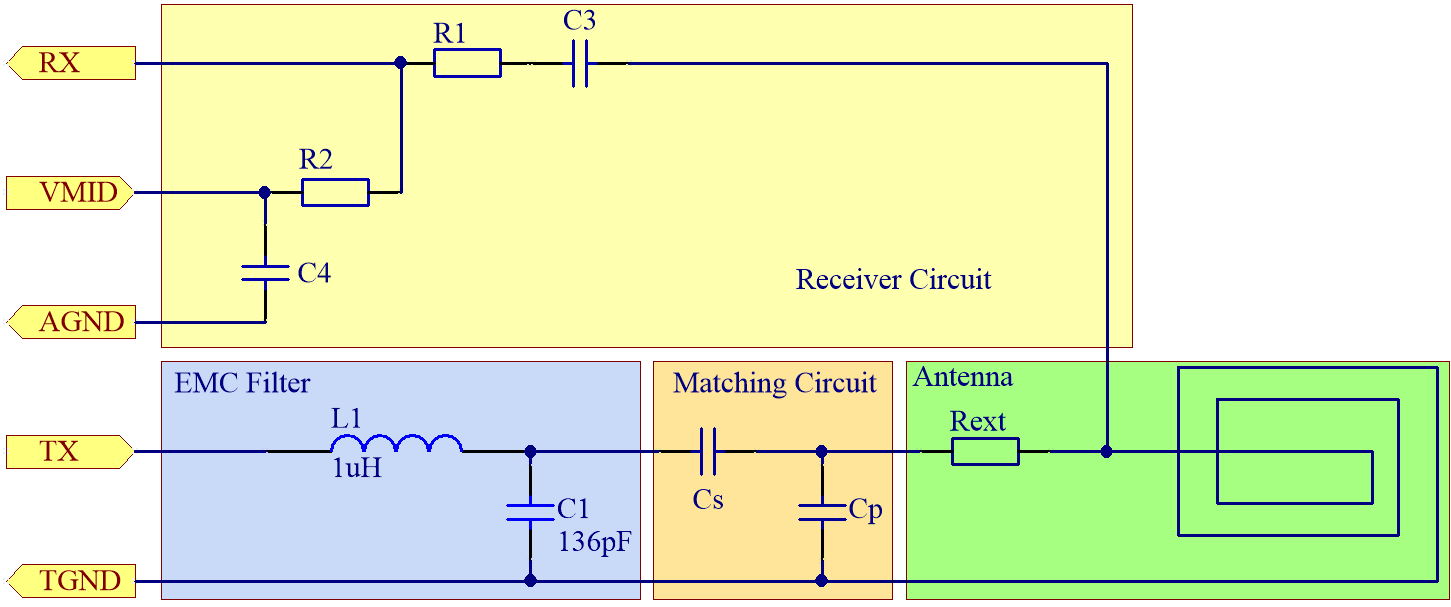 C3
R1
RX
R2
VMID
C4
Receiver Circuit
AGND
EMC Filter
Matching Circuit
Antenna
L1
Rext
TX
1uH
Cs
C1
Cp
136pF
TGND